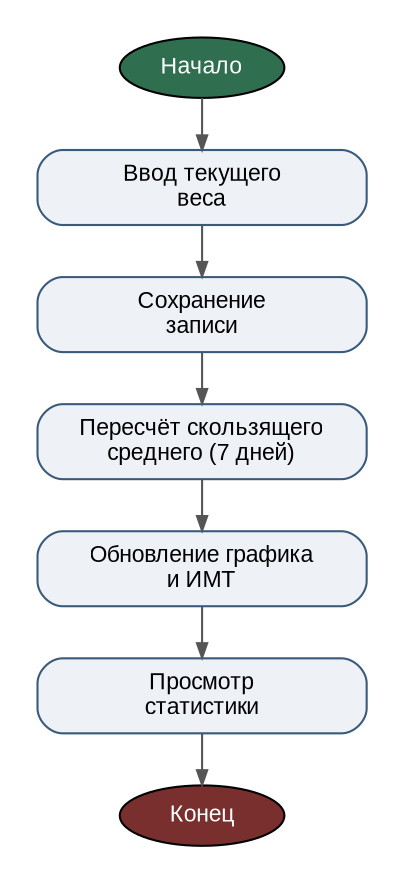 Начало
Ввод текущего
веса
Сохранение
записи
Пересчёт скользящего
среднего (7 дней)
Обновление графика
и ИМТ
Просмотр
статистики
Конец